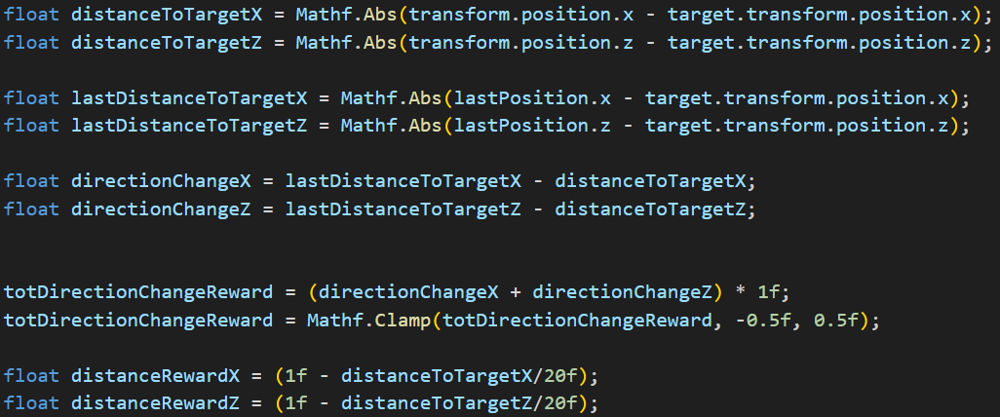 float distanceToTargetX = Mathf.Abs(transform.position.x - target.transform.position.x);
float distanceToTargetZ = Mathf.Abs(transform.position.z - target.transform.position.z);
float lastDistanceToTargetX = Mathf.Abs(lastPosition.x - target.transform.position.x);
float lastDistanceToTargetZ = Mathf.Abs(lastPosition.z - target.transform.position.z);
float directionChangeX = lastDistanceToTargetX - distanceToTargetX;
float directionChangeZ = lastDistanceToTargetZ - distanceToTargetZ;
totDirectionChangeReward = (directionChangeX + directionChangeZ) * 1f;
totDirectionChangeReward = Mathf.Clamp(totDirectionChangeReward, -0.5f, 0.5f);
float distanceRewardX = (1f - distanceToTargetX/20f);
float distanceRewardZ = (1f - distanceToTargetZ/20f);